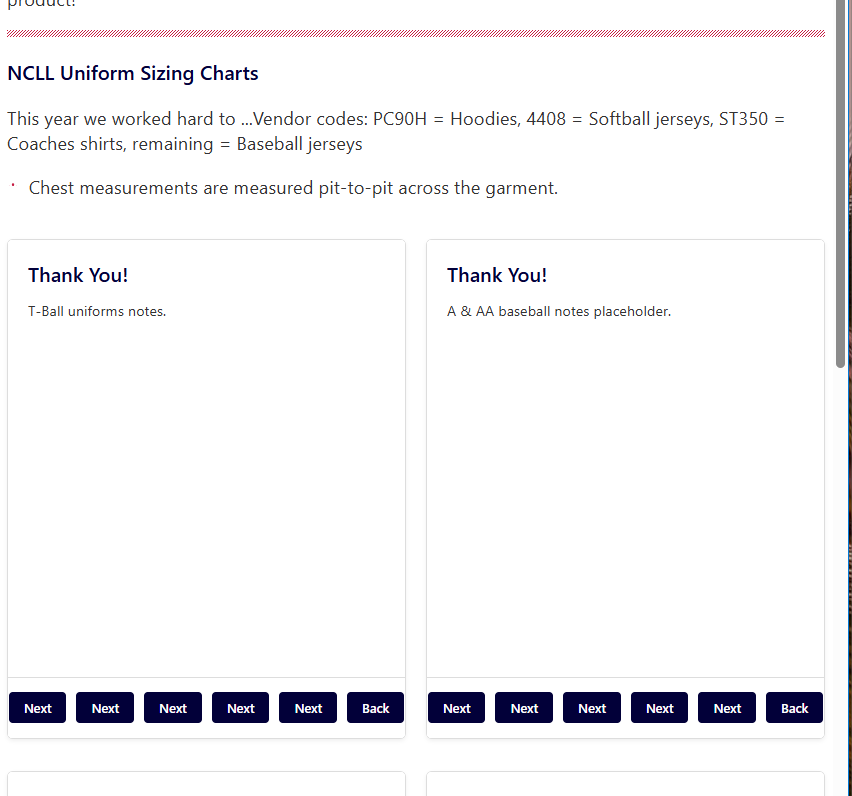 product!
NCLL Uniform Sizing Charts
This year we worked hard to ...Vendor codes: PC90H = Hoodies, 4408 = Softball jerseys, ST350 =
Coaches shirts, remaining = Baseball jerseys
Chest measurements are measured pit-to-pit across the garment.
Thank You!
T-Ball uniforms notes.
Next Next Next Next Next Back
Thank You!
A & AA baseball notes placeholder.
Next Next Next Next Next Back